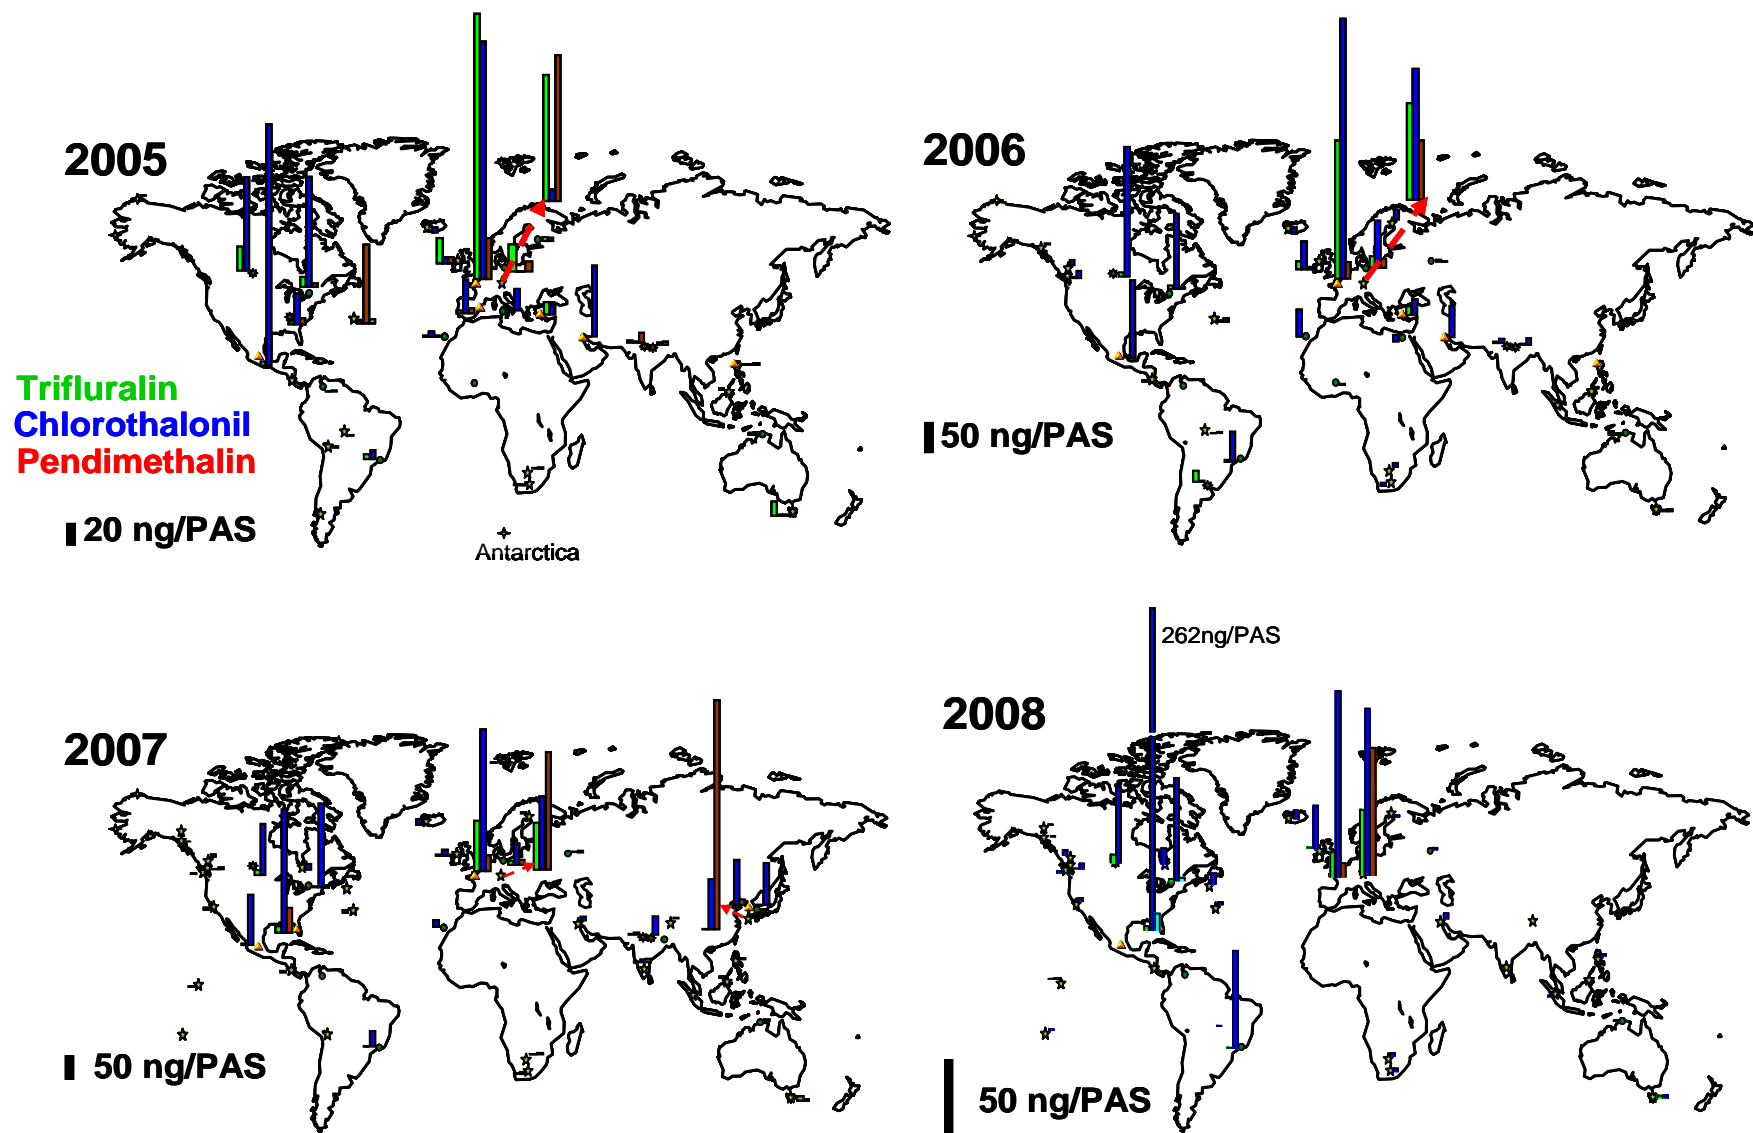 2005
2006
Trifluralin
Chlorothalonil
Pendimethalin
50 ng/PAS
20 ng/PAS
Antarctica
262ng/PAS
2007
2008
50 ng/PAS
50 ng/PAS